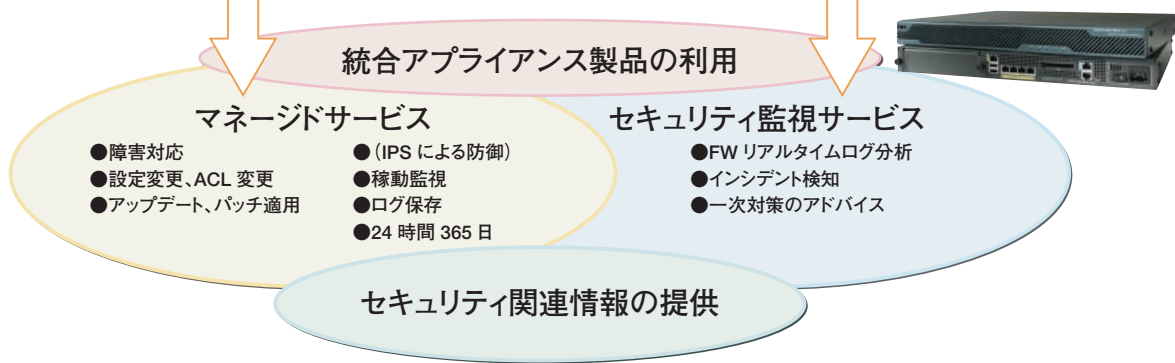 統合アプライアンス製品の利用
マネージドサービス
●障害対応
●設定変更、ACL 変更
●アップデート、パッチ適用
●（IPS による防御）
●稼動監視
●ログ保存
●24 時間 365 日
セキュリティ監視サービス
●FW リアルタイムログ分析
●インシデント検知
●一次対策のアドバイス
セキュリティ関連情報の提供